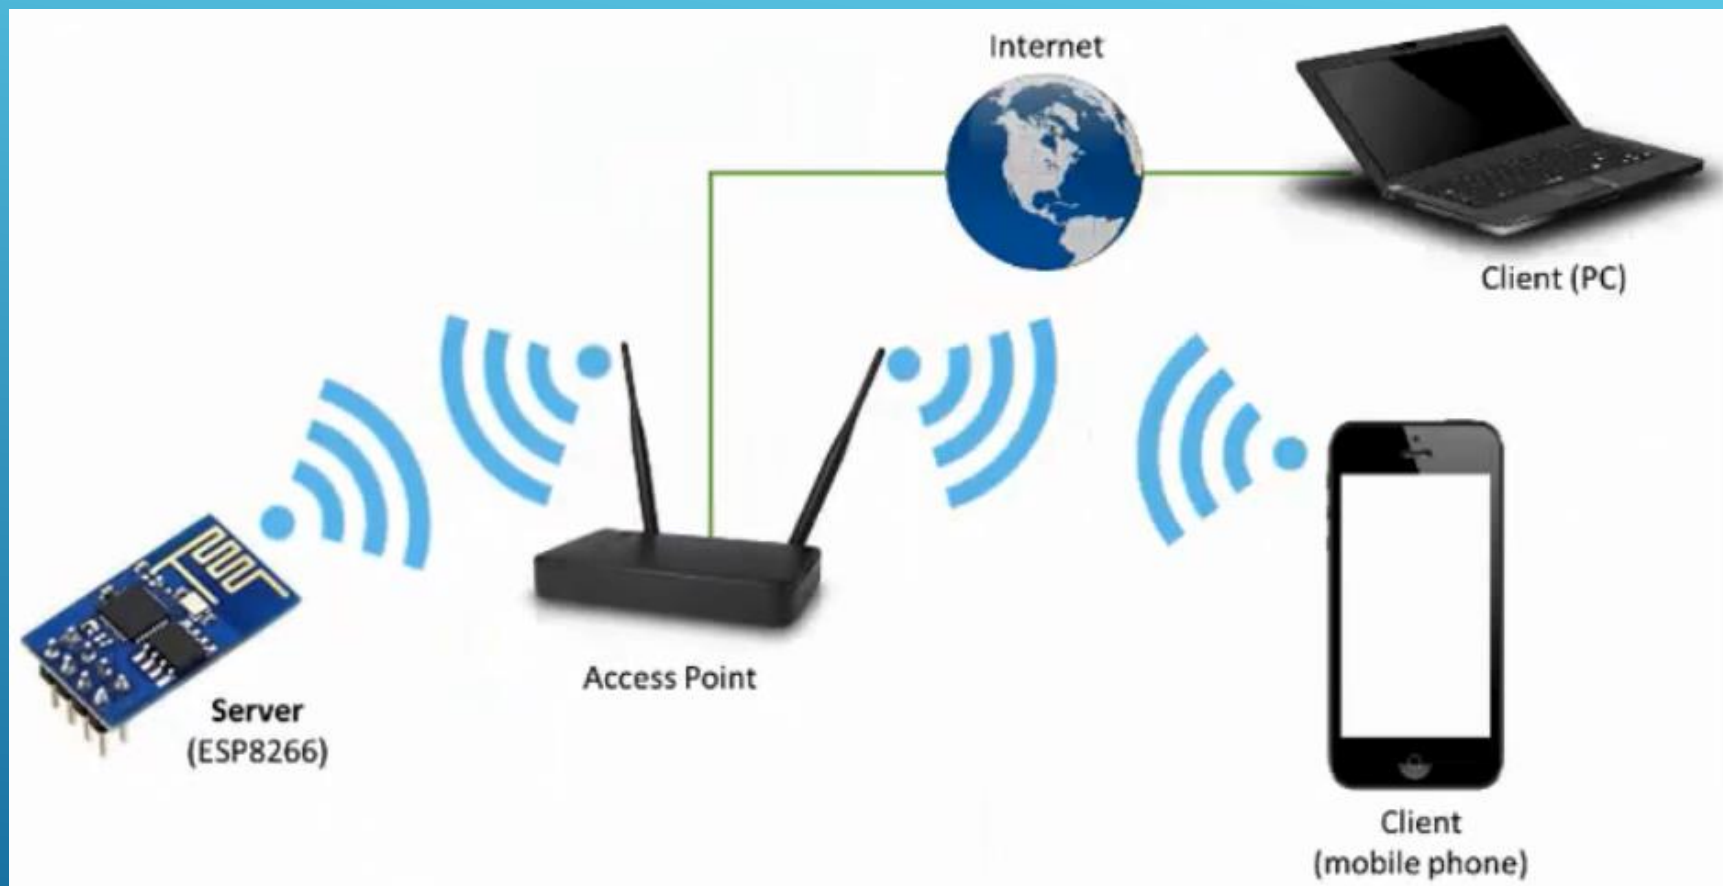 Internet
Client (PC)
Access Point
Server
(ESP8266)
Client
(mobile phone)